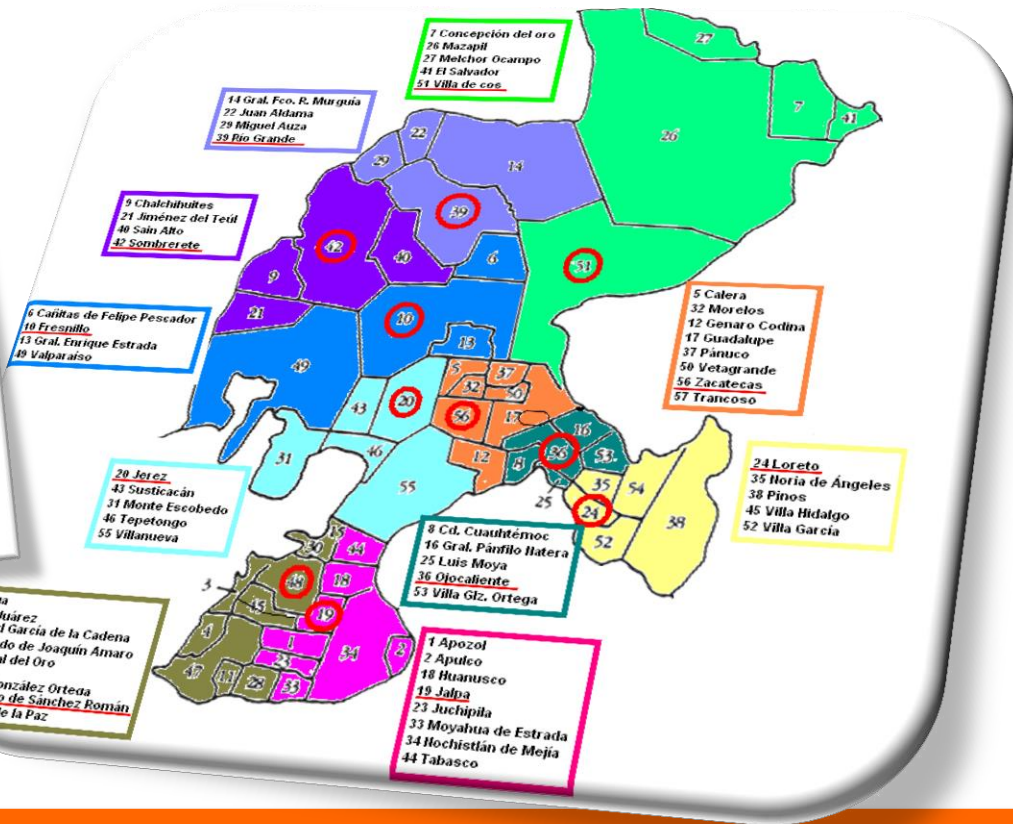 7 Concepción del oro
26 Mazapil
27 Melchor Ocampo
41 El Salvador
51 Villa de cos
14 Gral. Fco. R. Murguía
22 Juan Aldama
29 Miguel Auza
39 Rio Grande
9 Chalchihuites
21 Jiménez del Teúl
40 Sain Alto
42 Sombrerete
6 Cañitas de Felipe Pescador
10 Fresnillo
13 Gral. Enrique Estrada
49 Valparaíso
5 Calera
32 Morelos
12 Genaro Codina
17 Guadalupe
37 Pánuco
50 Vetagrande
56 Zacatecas
57 Trancoso
20 Jerez
43 Susticacán
31 Monte Escobedo
46 Tepetongo
55 Villanueva
24 Loreto
35 Noria de Ángeles
38 Pinos
45 Villa Hidalgo
52 Villa García
8 Cd. Cuauhtémoc
16 Gral. Pánfilo Natera
25 Luis Moya
36 Ojocaliente
53 Villa Glz. Ortega
García de la Cadena
do de Joaquín Amaro
al del Oro
González Ortega
o de Sánchez Román
de la Paz
1 Apozol
2 Apulco
18 Huanusco
19 Jalpa
23 Juchipila
33 Moyahua de Estrada
34 Nochistlán de Mejía
44 Tabasco
27
7
41
26
22
29
14
39
42
40
6
9
51
21
10
13
49
5
37
32
50
43
20
56
17
16
31
46
12
36
8
53
55
25
35
54
24
38
52
15
30
44
3
48
18
45
19
4
1
34
2
23
47
11
28
33